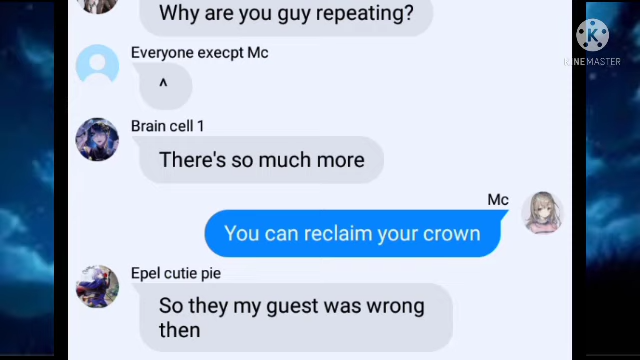 Why are you guy repeating?
Everyone execpt Mc
^
Brain cell 1
There's so much more
Mc
You can reclaim your crown
Epel cutie pie
So they my guest was wrong
then
K
KINEMASTER